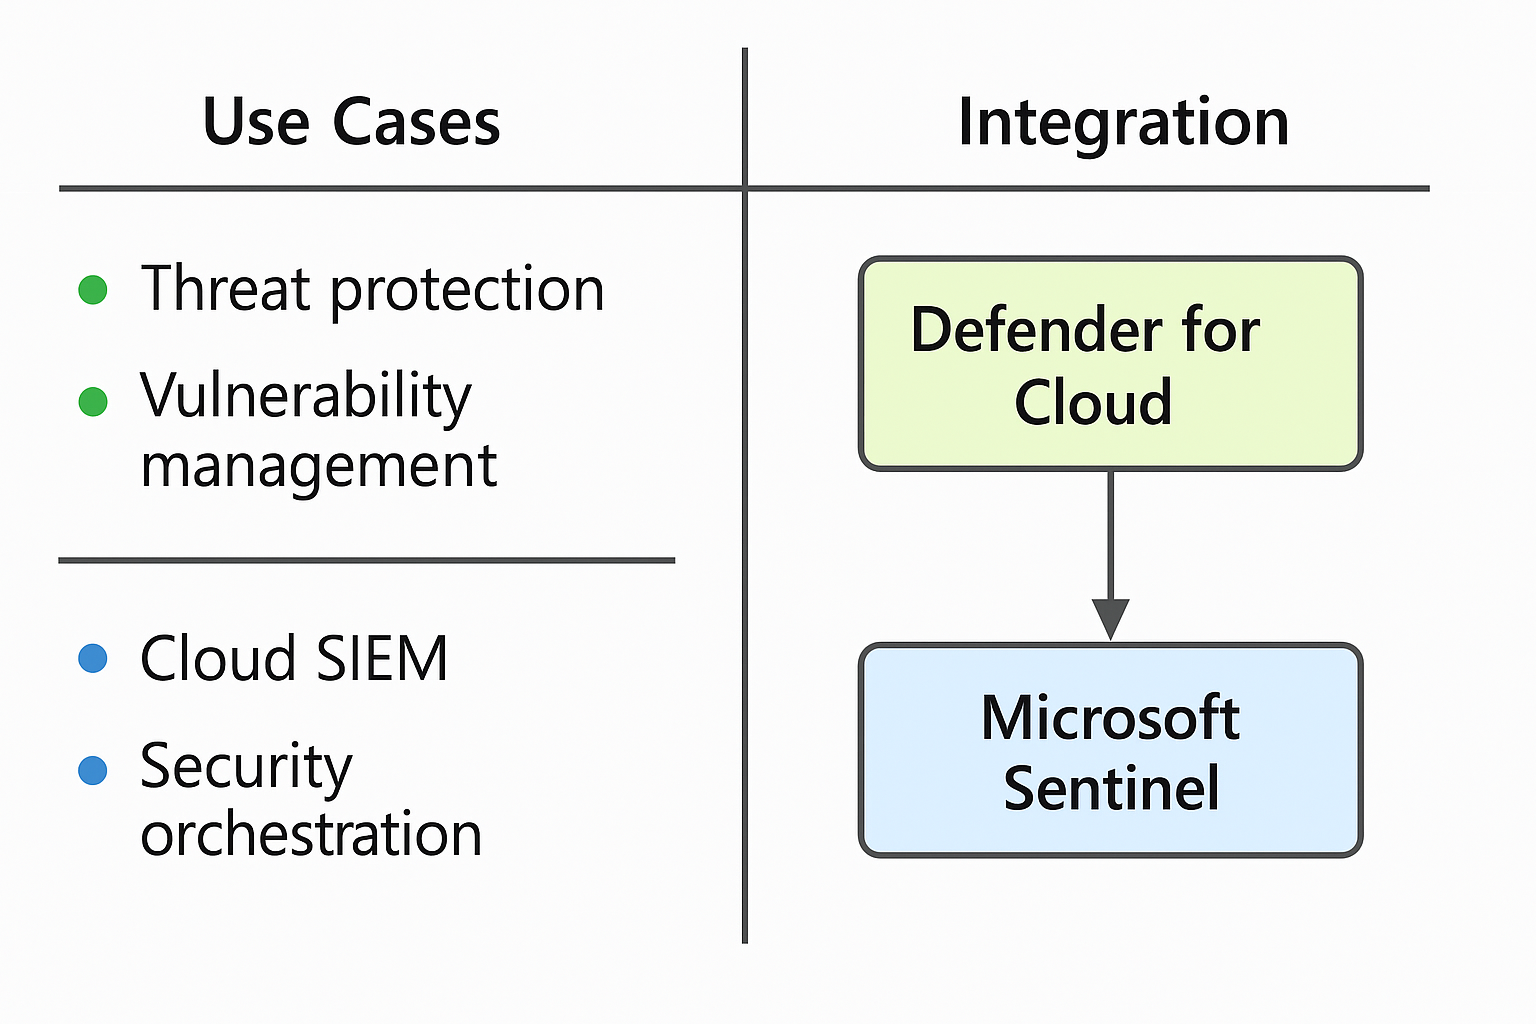 Use Cases
Integration
Threat protection
Vulnerability
management
Cloud SIEM
Security
orchestration
Defender for
Cloud
Microsoft
Sentinel